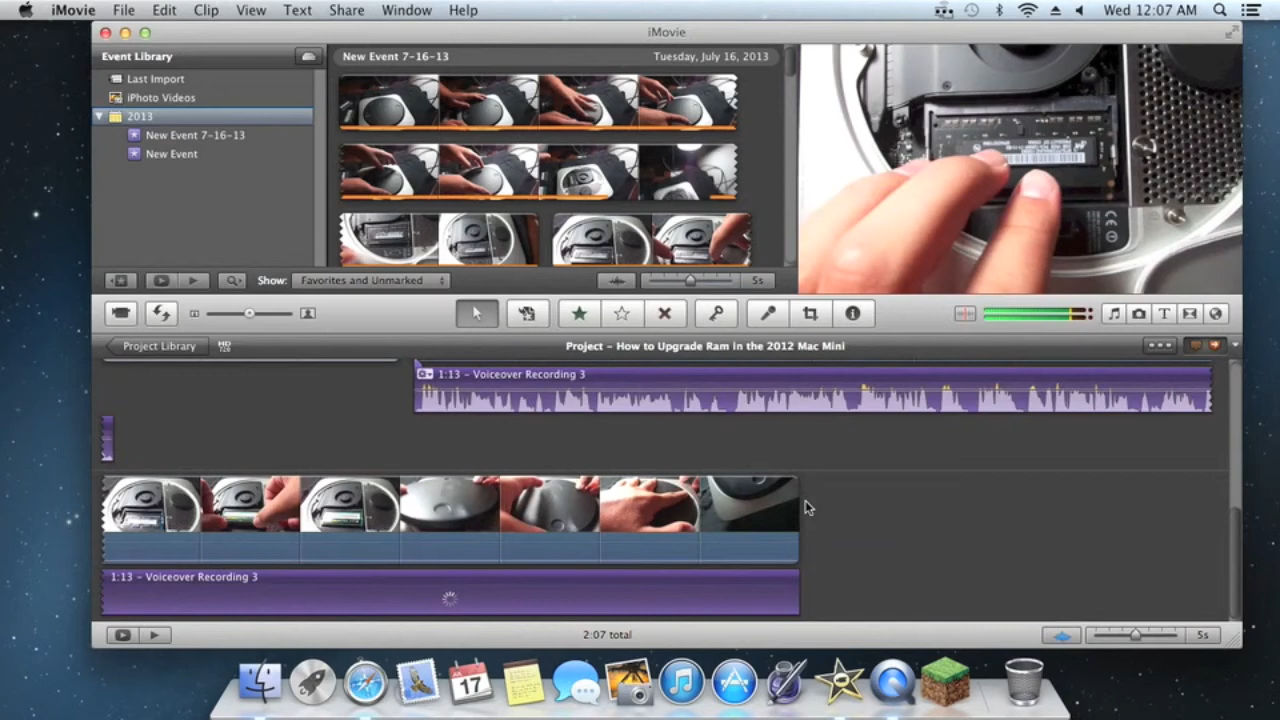 iMovie File Edit Clip View Text Share Window Help Wed 12:07 AM
iMovie
Event Library
Last Import
iPhoto Videos
2013
New Event 7-16-13
New Event
New Event 7-16-13 Tuesday, July 16, 2013
Show: Favorites and Unmarked 5s
Project Library HD 720 Project – How to Upgrade Ram in the 2012 Mac Mini
1:13 – Voiceover Recording 3
1:13 – Voiceover Recording 3
2:07 total 5s
17